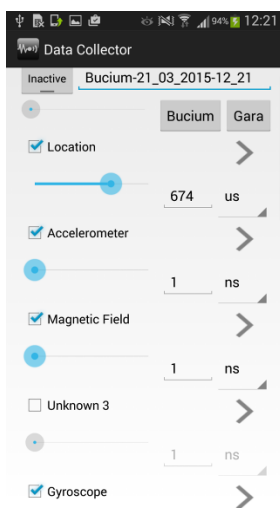 94% 12:21
Data Collector
Inactive Bucium-21_03_2015-12_21
Bucium Gara
Location
674 us
Accelerometer
1 ns
Magnetic Field
1 ns
Unknown 3
1 ns
Gyroscope